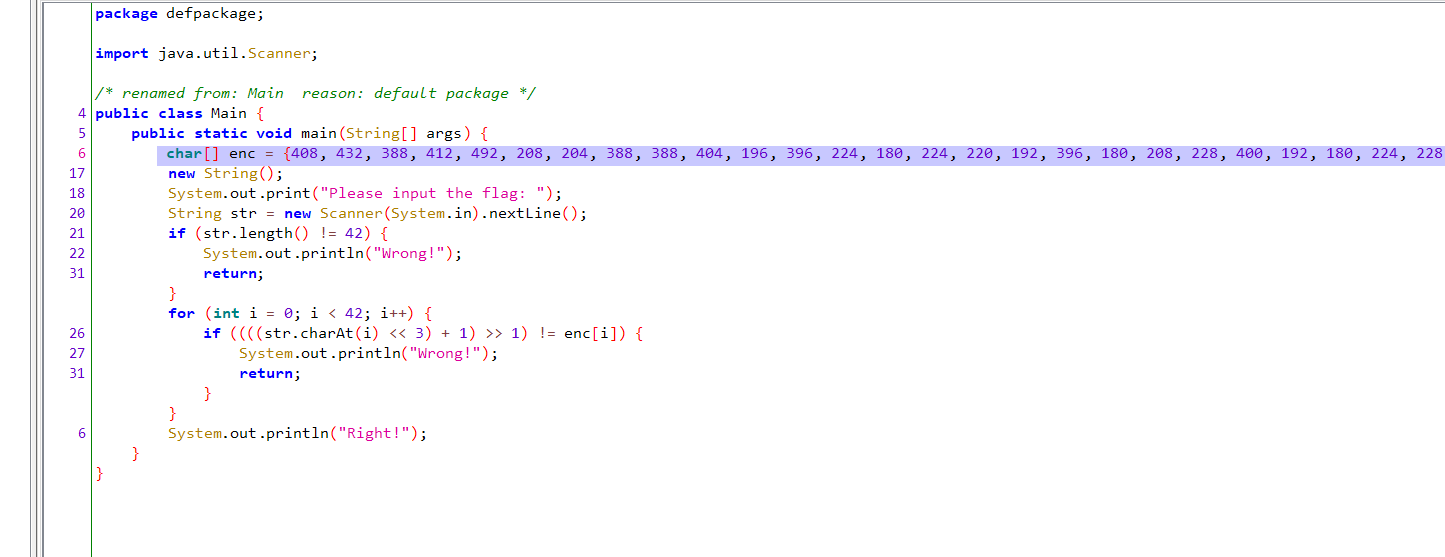 package defpackage;
import java.util.Scanner;
/* renamed from: Main  reason: default package */
4 public class Main {
5 public static void main(String[] args) {
6 char[] enc = {408, 432, 388, 412, 492, 208, 204, 388, 388, 404, 196, 396, 224, 180, 224, 220, 192, 396, 180, 208, 228, 400, 192, 180, 224, 228
17 new String();
18 System.out.print("Please input the flag: ");
20 String str = new Scanner(System.in).nextLine();
21 if (str.length() != 42) {
22 System.out.println("Wrong!");
31 return;
}
for (int i = 0; i < 42; i++) {
26 if ((((str.charAt(i) << 3) + 1) >> 1) != enc[i]) {
27 System.out.println("Wrong!");
31 return;
}
}
6 System.out.println("Right!");
}
}